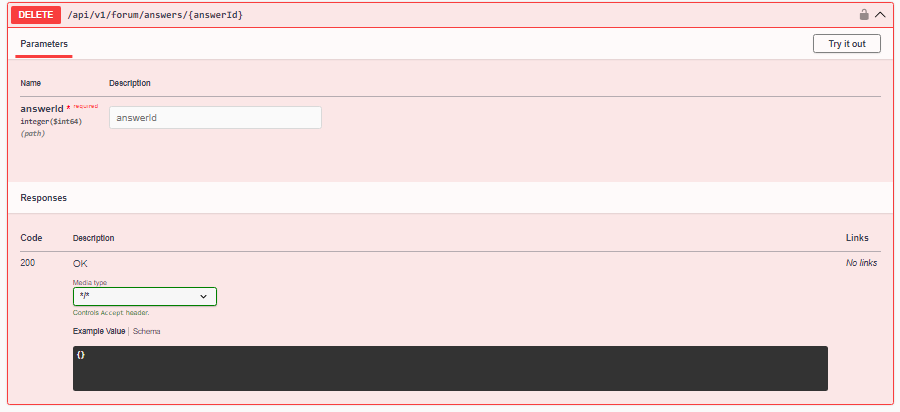 DELETE /api/v1/forum/answers/{answerId}
Parameters
Try it out
Name Description
answerId * required
integer($int64)
(path)
answerId
Responses
Code Description Links
200 OK No links
Media type
*/*
Controls Accept header.
Example Value | Schema
{}